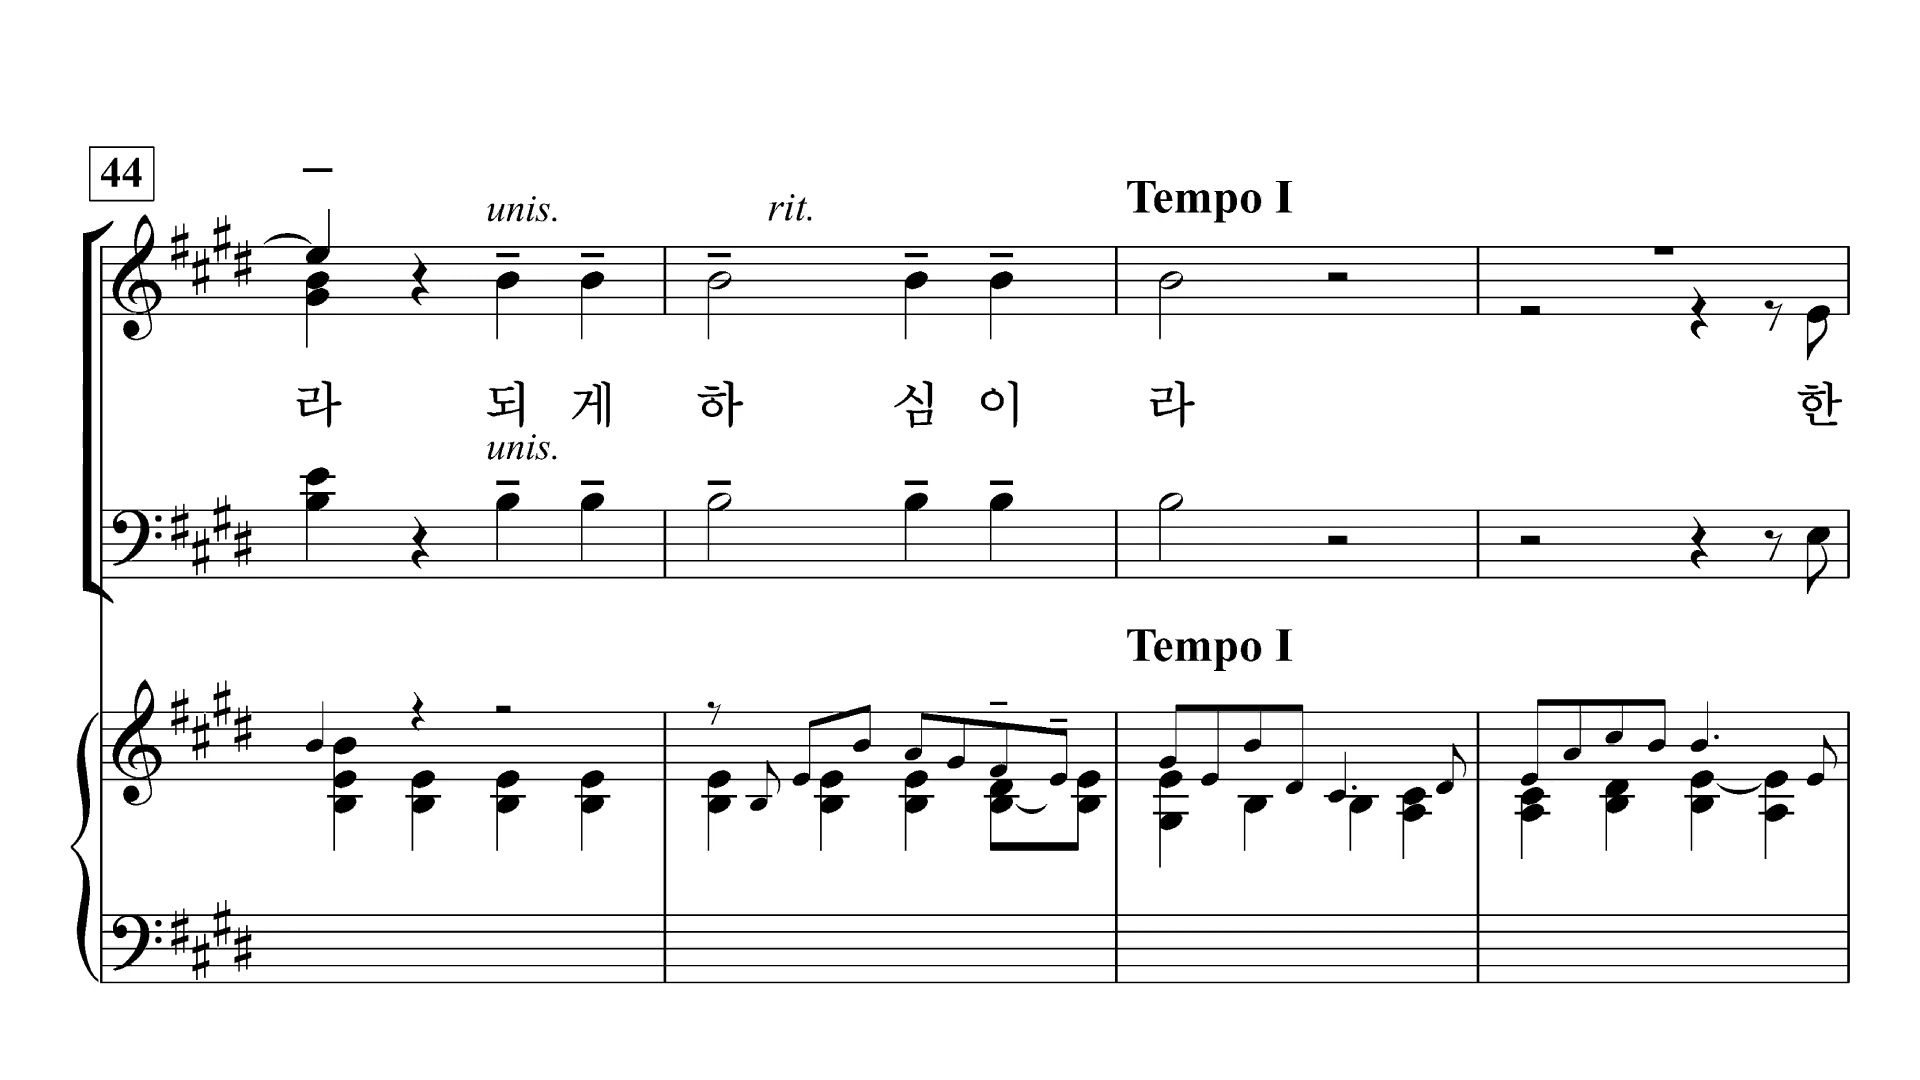 44
unis. rit. Tempo I
라 되 게 하 심 이 라 한
unis.
Tempo I